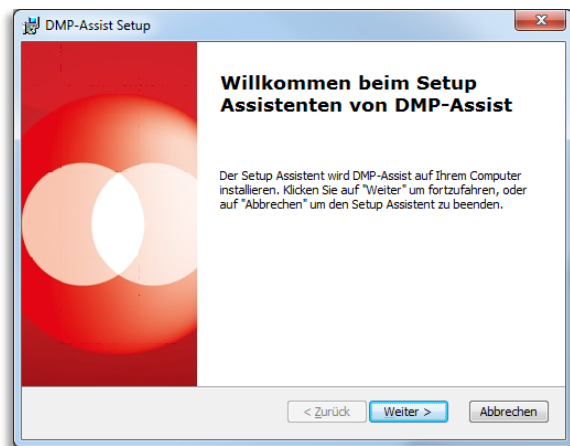 DMP-Assist Setup
Willkommen beim Setup
Assistenten von DMP-Assist
Der Setup Assistent wird DMP-Assist auf Ihrem Computer
installieren. Klicken Sie auf "Weiter" um fortzufahren, oder
auf "Abbrechen" um den Setup Assistent zu beenden.
< Zurück Weiter > Abbrechen